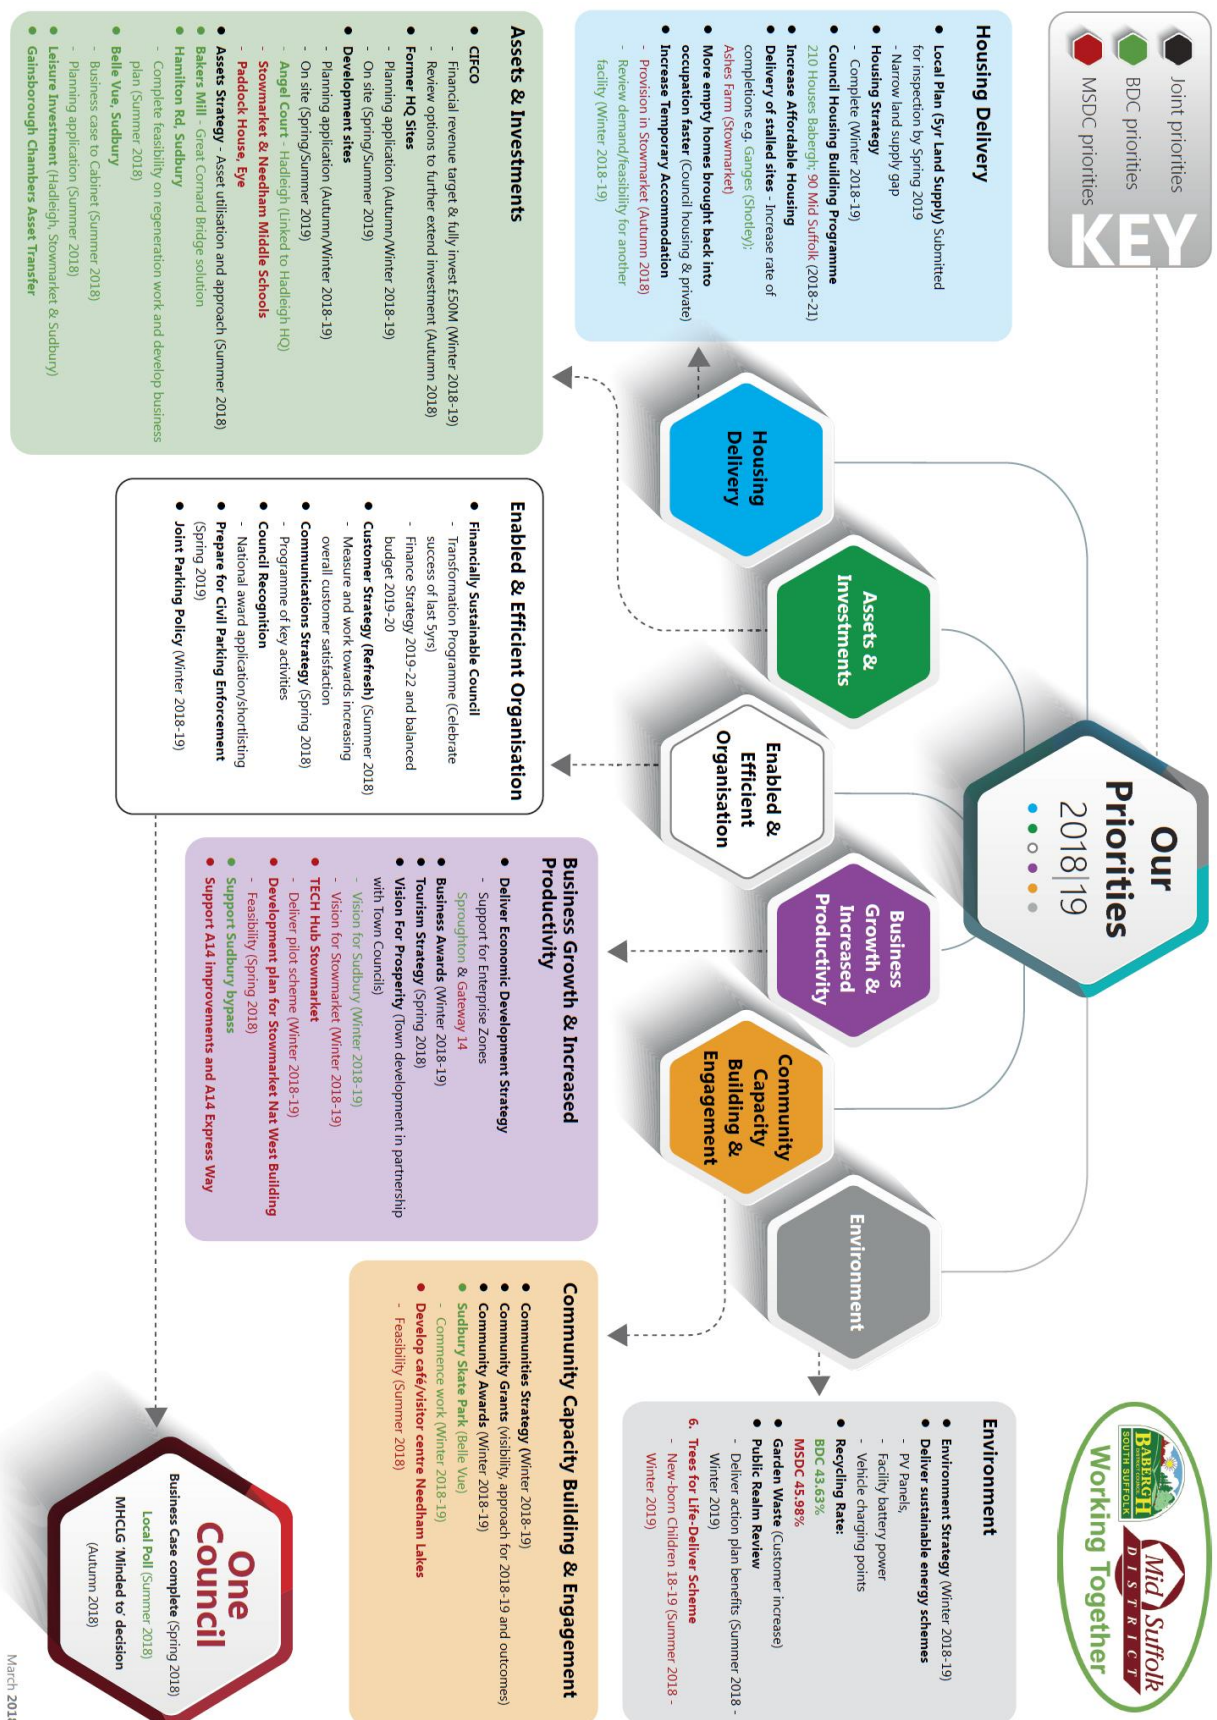 Joint priorities
BDC priorities
MSDC priorities
KEY
Our
Priorities
2018|19
BABERGH
DISTRICT COUNCIL
SOUTH SUFFOLK
Mid Suffolk
DISTRICT
Working Together
Housing
Delivery
Assets &
Investments
Enabled &
Efficient
Organisation
Business
Growth &
Increased
Productivity
Community
Capacity
Building &
Engagement
Environment
Housing Delivery
● Local Plan (5yr Land Supply) Submitted
for inspection by Spring 2019
- Narrow land supply gap
● Housing Strategy
- Complete (Winter 2018-19)
● Council Housing Building Programme
210 Houses Babergh; 90 Mid Suffolk (2018-21)
● Increase Affordable Housing
● Delivery of stalled sites - Increase rate of
completions e.g. Ganges (Shotley);
Ashes Farm (Stowmarket)
● More empty homes brought back into
occupation faster (Council housing & private)
● Increase Temporary Accommodation
- Provision in Stowmarket (Autumn 2018)
- Review demand/feasibility for another
facility (Winter 2018-19)
Assets & Investments
● CIFCO
- Financial revenue target & fully invest £50M (Winter 2018-19)
- Review options to further extend investment (Autumn 2018)
● Former HQ Sites
- Planning application (Autumn/Winter 2018-19)
- On site (Spring/Summer 2019)
● Development sites
- Planning application (Autumn/Winter 2018-19)
- On site (Spring/Summer 2019)
- Angel Court - Hadleigh (Linked to Hadleigh HQ)
- Stowmarket & Needham Middle Schools
- Paddock House, Eye
● Assets Strategy - Asset utilisation and approach (Summer 2018)
● Bakers Mill - Great Cornard Bridge solution
● Hamilton Rd, Sudbury
- Complete feasibility on regeneration work and develop business
plan (Summer 2018)
● Belle Vue, Sudbury
- Business case to Cabinet (Summer 2018)
- Planning application (Summer 2018)
● Leisure Investment (Hadleigh, Stowmarket & Sudbury)
● Gainsborough Chambers Asset Transfer
Enabled & Efficient Organisation
● Financially Sustainable Council
- Transformation Programme (Celebrate
success of last 5yrs)
- Finance Strategy 2019-22 and balanced
budget 2019-20
● Customer Strategy (Refresh) (Summer 2018)
- Measure and work towards increasing
overall customer satisfaction
● Communications Strategy (Spring 2018)
- Programme of key activities
● Council Recognition
- National award application/shortlisting
● Prepare for Civil Parking Enforcement
(Spring 2019)
● Joint Parking Policy (Winter 2018-19)
Business Growth & Increased
Productivity
● Deliver Economic Development Strategy
- Support for Enterprise Zones
Sproughton & Gateway 14
● Business Awards (Winter 2018-19)
● Tourism Strategy (Spring 2018)
● Vision For Prosperity (Town development in partnership
with Town Councils)
- Vision for Sudbury (Winter 2018-19)
- Vision for Stowmarket (Winter 2018-19)
● TECH Hub Stowmarket
- Deliver pilot scheme (Winter 2018-19)
● Development plan for Stowmarket Nat West Building
- Feasibility (Spring 2018)
● Support Sudbury bypass
● Support A14 improvements and A14 Express Way
Community Capacity Building & Engagement
● Communities Strategy (Winter 2018-19)
● Community Grants (visibility, approach for 2018-19 and outcomes)
● Community Awards (Winter 2018-19)
● Sudbury Skate Park (Belle Vue)
- Commence work (Winter 2018-19)
● Develop café/visitor centre Needham Lakes
- Feasibility (Summer 2018)
Environment
● Environment Strategy (Winter 2018-19)
● Deliver sustainable energy schemes
- PV Panels,
- Facility battery power
- Vehicle charging points
● Recycling Rate:
BDC 43.63%
MSDC 45.98%
● Garden Waste (Customer increase)
● Public Realm Review
- Deliver action plan benefits (Summer 2018 -
Winter 2019)
6. Trees for Life-Deliver Scheme
- New-born Children 18-19 (Summer 2018 -
Winter 2019)
One
Council
Business Case complete (Spring 2018)
Local Poll (Summer 2018)
MHCLG 'Minded to' decision
(Autumn 2018)
March 2018